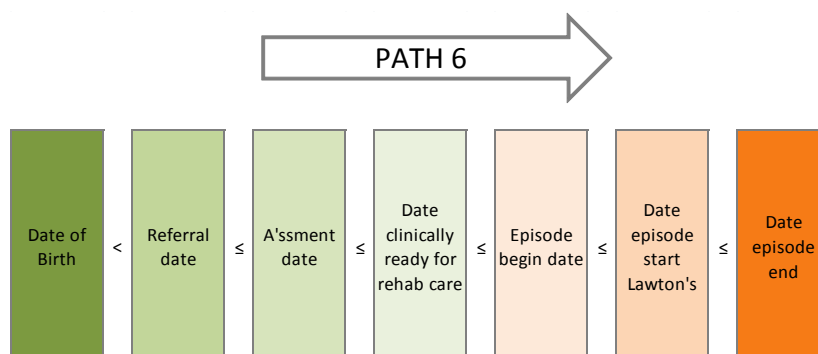 PATH 6
Date of
Birth
<
Referral
date
≤
A'ssment
date
≤
Date
clinically
ready for
rehab care
≤
Episode
begin date
≤
Date
episode
start
Lawton's
≤
Date
episode
end